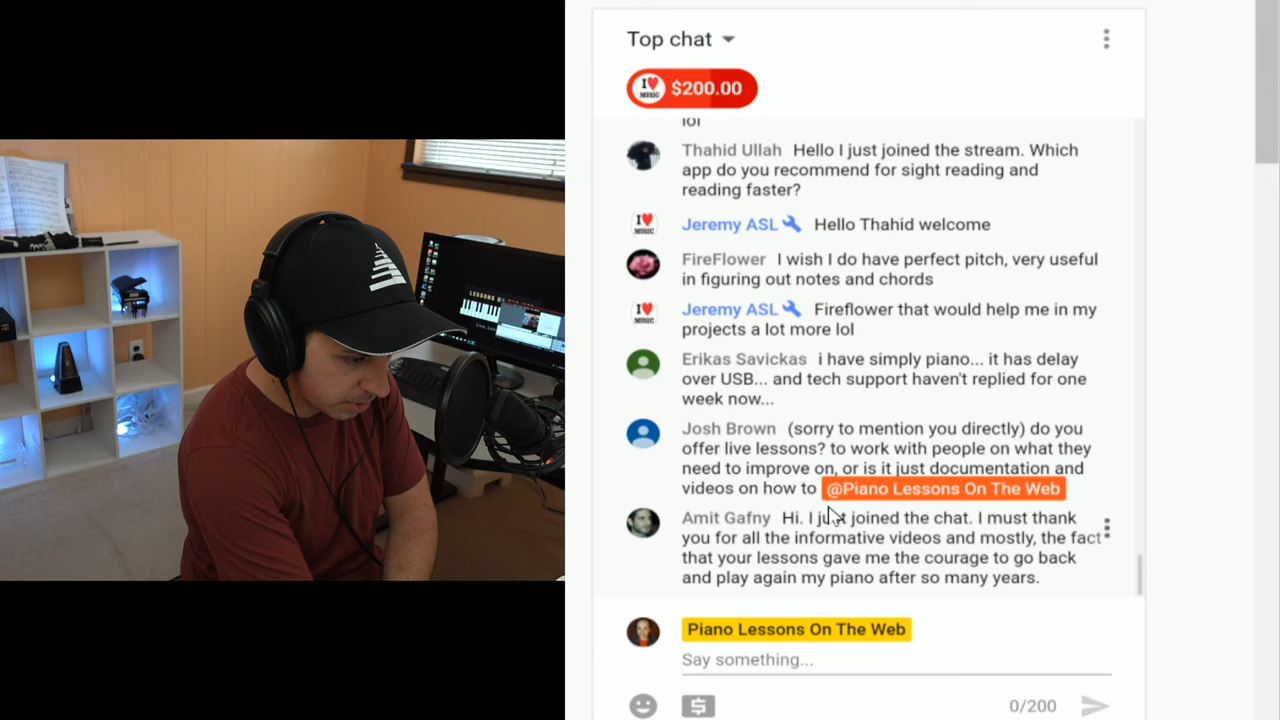 Top chat
I ♥ MUSIC $200.00
lol
Thahid Ullah Hello I just joined the stream. Which
app do you recommend for sight reading and
reading faster?
I ♥ MUSIC Jeremy ASL Hello Thahid welcome
FireFlower I wish I do have perfect pitch, very useful
in figuring out notes and chords
I ♥ MUSIC Jeremy ASL Fireflower that would help me in my
projects a lot more lol
Erikas Savickas i have simply piano... it has delay
over USB... and tech support haven't replied for one
week now...
Josh Brown (sorry to mention you directly) do you
offer live lessons? to work with people on what they
need to improve on, or is it just documentation and
videos on how to @Piano Lessons On The Web
Amit Gafny Hi. I just joined the chat. I must thank
you for all the informative videos and mostly, the fact
that your lessons gave me the courage to go back
and play again my piano after so many years.
Piano Lessons On The Web
Say something...
0/200
LESSONS